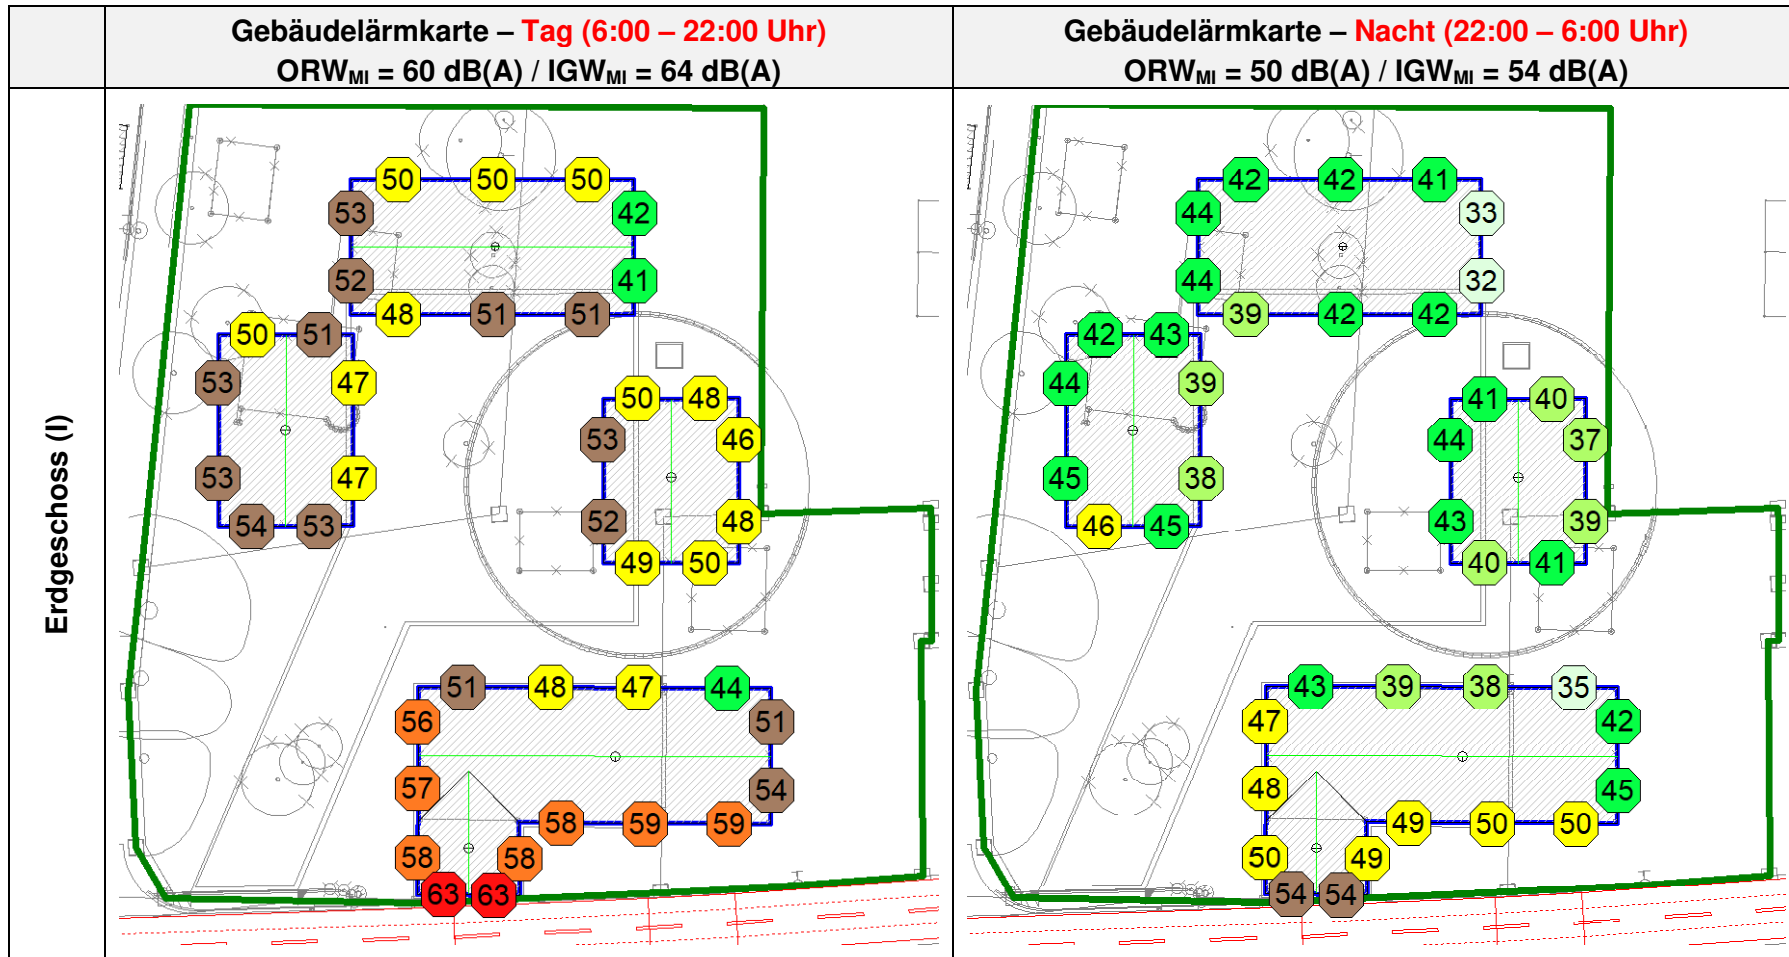 Gebäudelärmkarte – Tag (6:00 – 22:00 Uhr)
ORWMI = 60 dB(A) / IGWMI = 64 dB(A)
Gebäudelärmkarte – Nacht (22:00 – 6:00 Uhr)
ORWMI = 50 dB(A) / IGWMI = 54 dB(A)
Erdgeschoss (I)
50 50 50
53 42
52 41
48 51 51
50 51
53 47
53 47
54 53
50 48
53 46
52 48
49 50
51 48 47 44
56 51
57 54
58 59 59
58 58
63 63
42 42 41
44 33
44 32
39 42 42
42 43
44 39
45 38
46 45
41 40
44 37
43 39
40 41
43 39 38 35
47 42
48 45
49 50 50
50 49
54 54